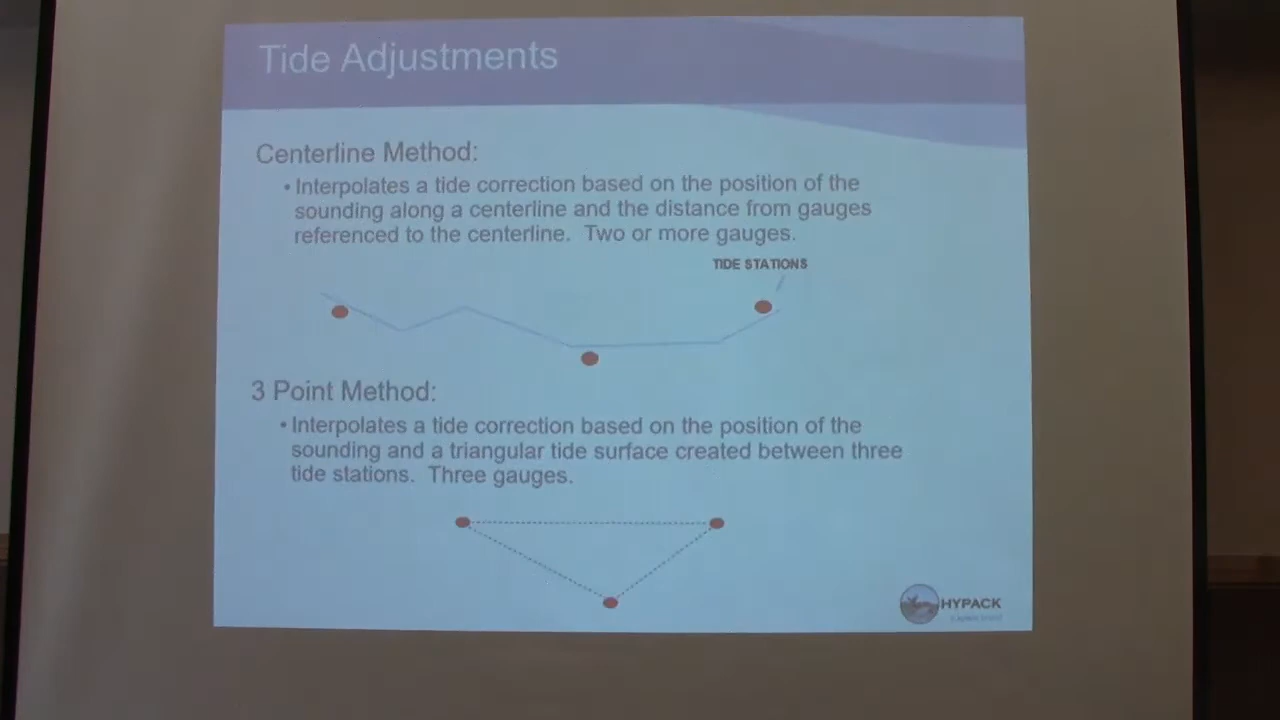 Tide Adjustments
Centerline Method:
• Interpolates a tide correction based on the position of the
sounding along a centerline and the distance from gauges
referenced to the centerline. Two or more gauges.
TIDE STATIONS
3 Point Method:
• Interpolates a tide correction based on the position of the
sounding and a triangular tide surface created between three
tide stations. Three gauges.
HYPACK